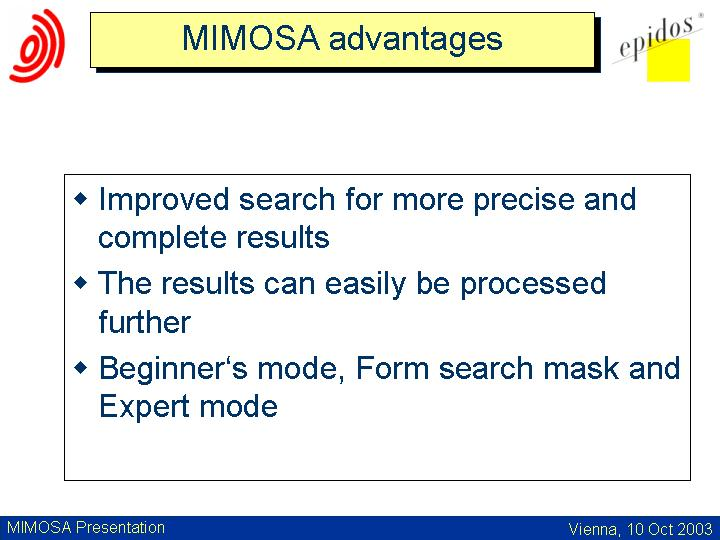 MIMOSA advantages
epidos®
Improved search for more precise and
complete results
The results can easily be processed
further
Beginner‘s mode, Form search mask and
Expert mode
MIMOSA Presentation
Vienna, 10 Oct 2003